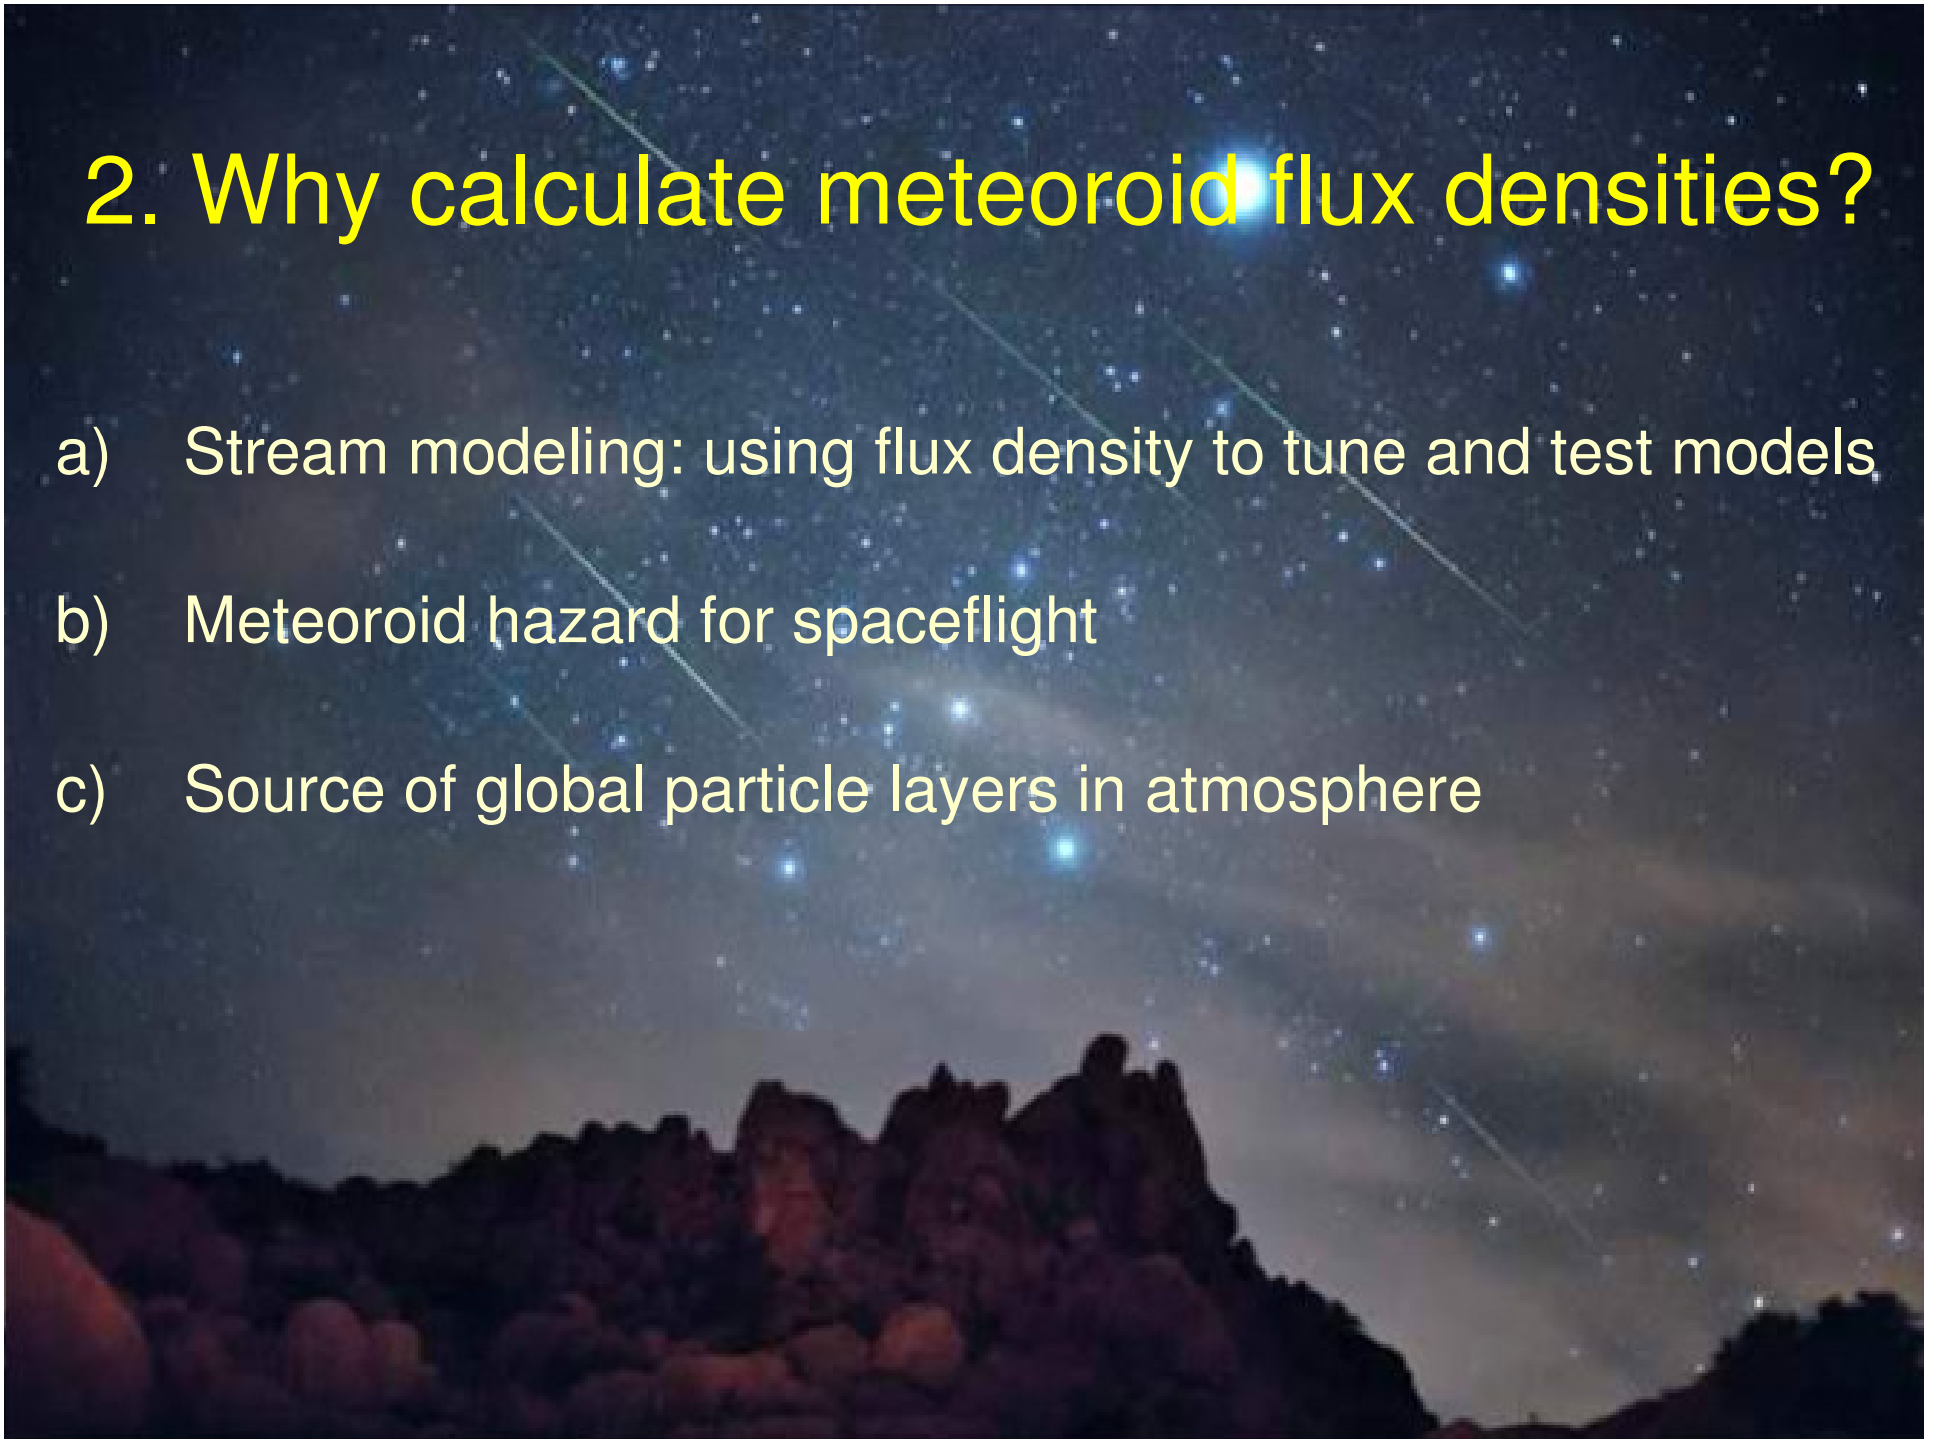 2. Why calculate meteoroid flux densities?
a) Stream modeling: using flux density to tune and test models
b) Meteoroid hazard for spaceflight
c) Source of global particle layers in atmosphere